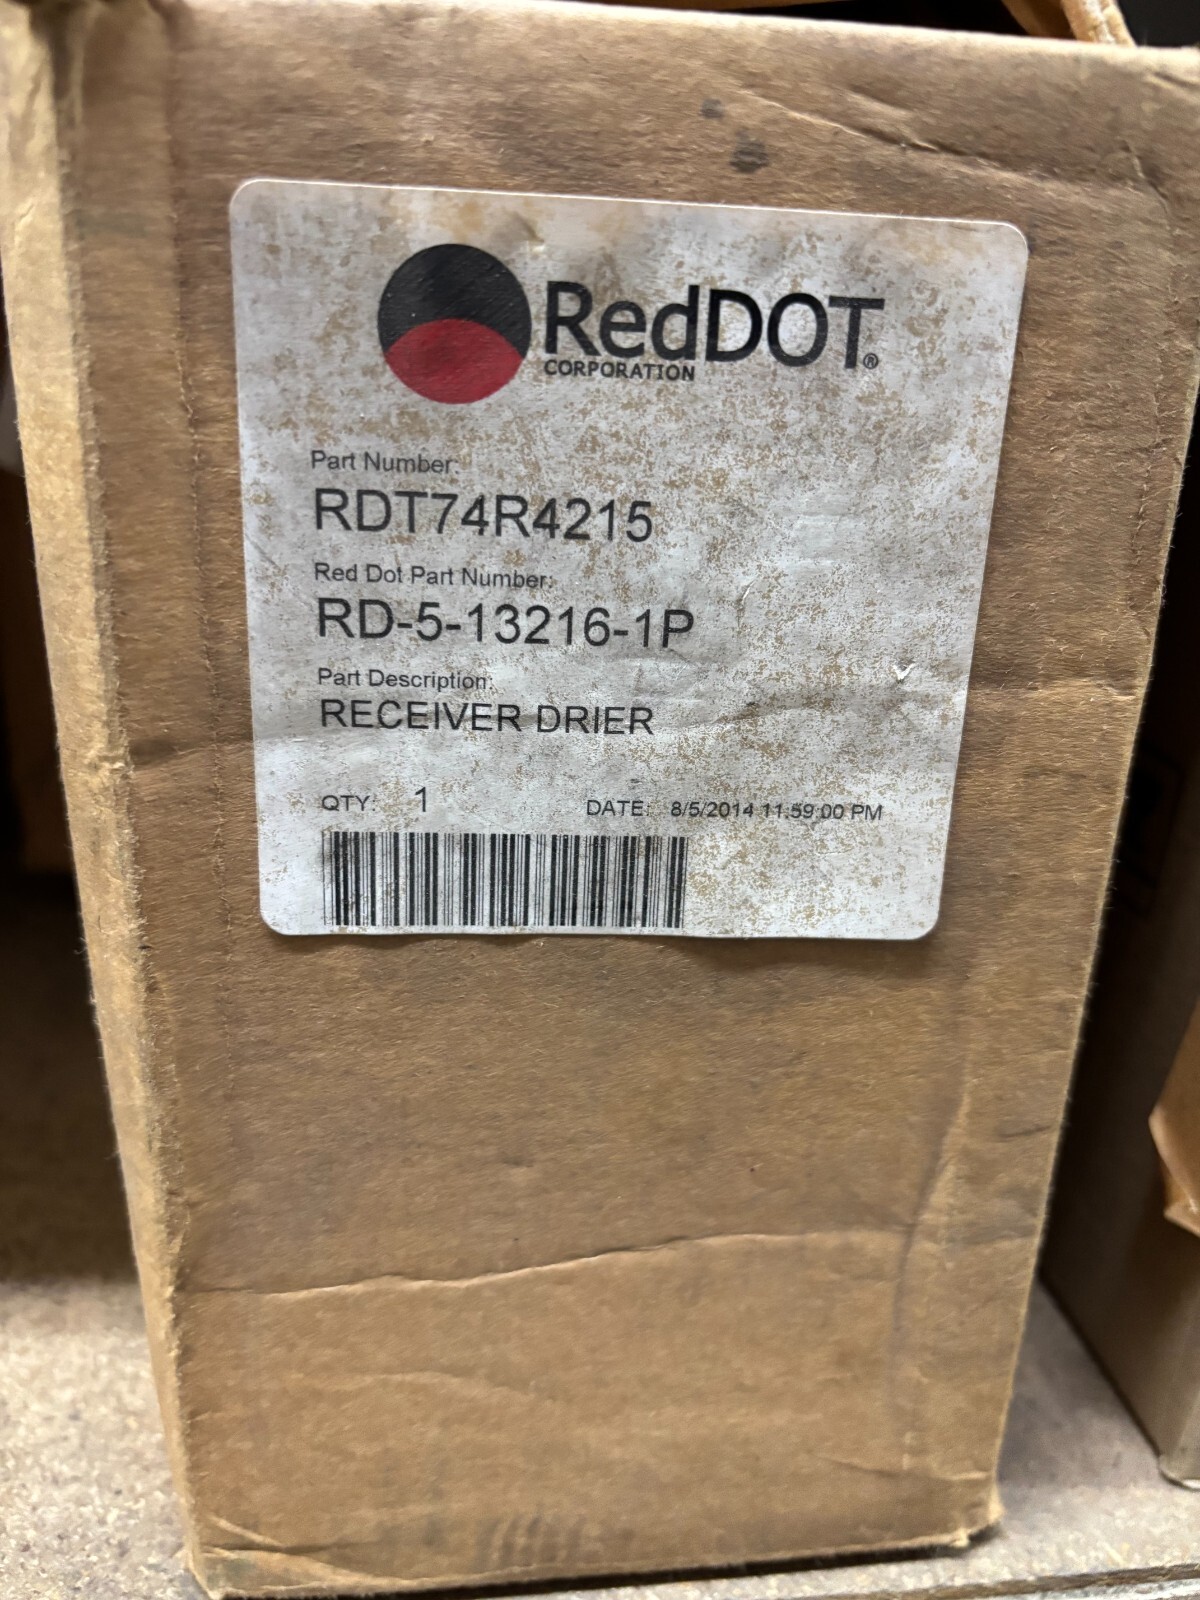 RedDOT®
CORPORATION
Part Number:
RDT74R4215
Red Dot Part Number:
RD-5-13216-1P
Part Description:
RECEIVER DRIER
QTY: 1 DATE: 8/5/2014 11:59:00 PM